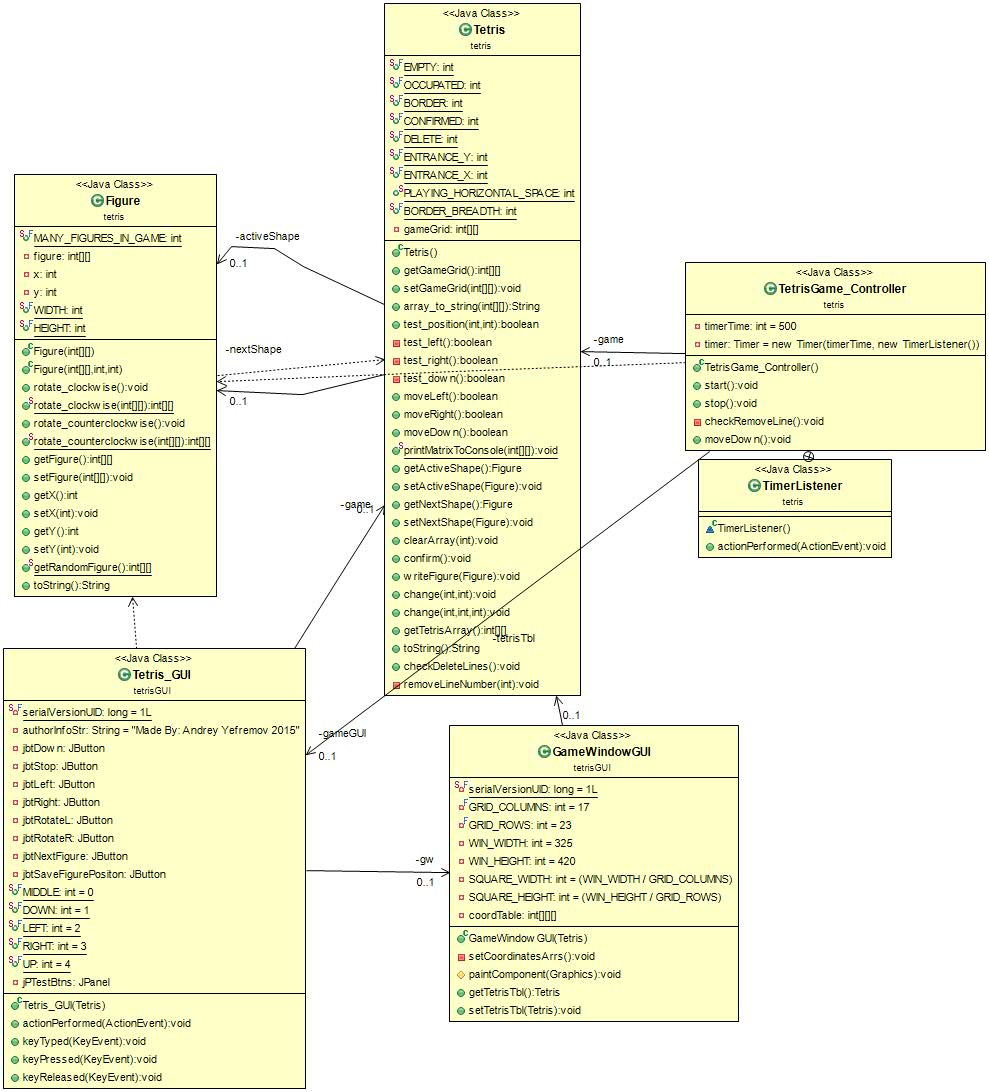 <<Java Class>>
Tetris
tetris
EMPTY: int
OCCUPATED: int
BORDER: int
CONFIRMED: int
DELETE: int
ENTRANCE_Y: int
ENTRANCE_X: int
PLAYING_HORIZONTAL_SPACE: int
BORDER_BREADTH: int
gameGrid: int[][]
Tetris()
getGameGrid():int[][]
setGameGrid(int[][]):void
array_to_string(int[][]):String
test_position(int,int):boolean
test_left():boolean
test_right():boolean
test_down():boolean
moveLeft():boolean
moveRight():boolean
moveDown():boolean
printMatrixToConsole(int[][]):void
getActiveShape():Figure
setActiveShape(Figure):void
getNextShape():Figure
setNextShape(Figure):void
clearArray(int):void
confirm():void
writeFigure(Figure):void
change(int,int):void
change(int,int,int):void
getTetrisArray():int[][]
toString():String
checkDeleteLines():void
removeLineNumber(int):void
<<Java Class>>
Figure
tetris
MANY_FIGURES_IN_GAME: int
figure: int[][]
x: int
y: int
WIDTH: int
HEIGHT: int
Figure(int[][])
Figure(int[][],int,int)
rotate_clockwise():void
rotate_clockwise(int[][]):int[][]
rotate_counterclockwise():void
rotate_counterclockwise(int[][]):int[][]
getFigure():int[][]
setFigure(int[][]):void
getX():int
setX(int):void
getY():int
setY(int):void
getRandomFigure():int[][]
toString():String
-activeShape
0..1
-nextShape
0..1
<<Java Class>>
TetrisGame_Controller
tetris
timerTime: int = 500
timer: Timer = new Timer(timerTime, new TimerListener())
TetrisGame_Controller()
start():void
stop():void
checkRemoveLine():void
moveDown():void
-game
0..1
<<Java Class>>
TimerListener
tetris
TimerListener()
actionPerformed(ActionEvent):void
-game
0..1
-tetrisTbl
0..1
-gameGUI
0..1
<<Java Class>>
Tetris_GUI
tetrisGUI
serialVersionUID: long = 1L
authorInfoStr: String = "Made By: Andrey Yefremov 2015"
jbtDown: JButton
jbtStop: JButton
jbtLeft: JButton
jbtRight: JButton
jbtRotateL: JButton
jbtRotateR: JButton
jbtNextFigure: JButton
jbtSaveFigurePositon: JButton
MIDDLE: int = 0
DOWN: int = 1
LEFT: int = 2
RIGHT: int = 3
UP: int = 4
jPTestBtns: JPanel
Tetris_GUI(Tetris)
actionPerformed(ActionEvent):void
keyTyped(KeyEvent):void
keyPressed(KeyEvent):void
keyReleased(KeyEvent):void
-gw
0..1
<<Java Class>>
GameWindowGUI
tetrisGUI
serialVersionUID: long = 1L
GRID_COLUMNS: int = 17
GRID_ROWS: int = 23
WIN_WIDTH: int = 325
WIN_HEIGHT: int = 420
SQUARE_WIDTH: int = (WIN_WIDTH / GRID_COLUMNS)
SQUARE_HEIGHT: int = (WIN_HEIGHT / GRID_ROWS)
coordTable: int[][][]
GameWindowGUI(Tetris)
setCoordinatesArrs():void
paintComponent(Graphics):void
getTetrisTbl():Tetris
setTetrisTbl(Tetris):void